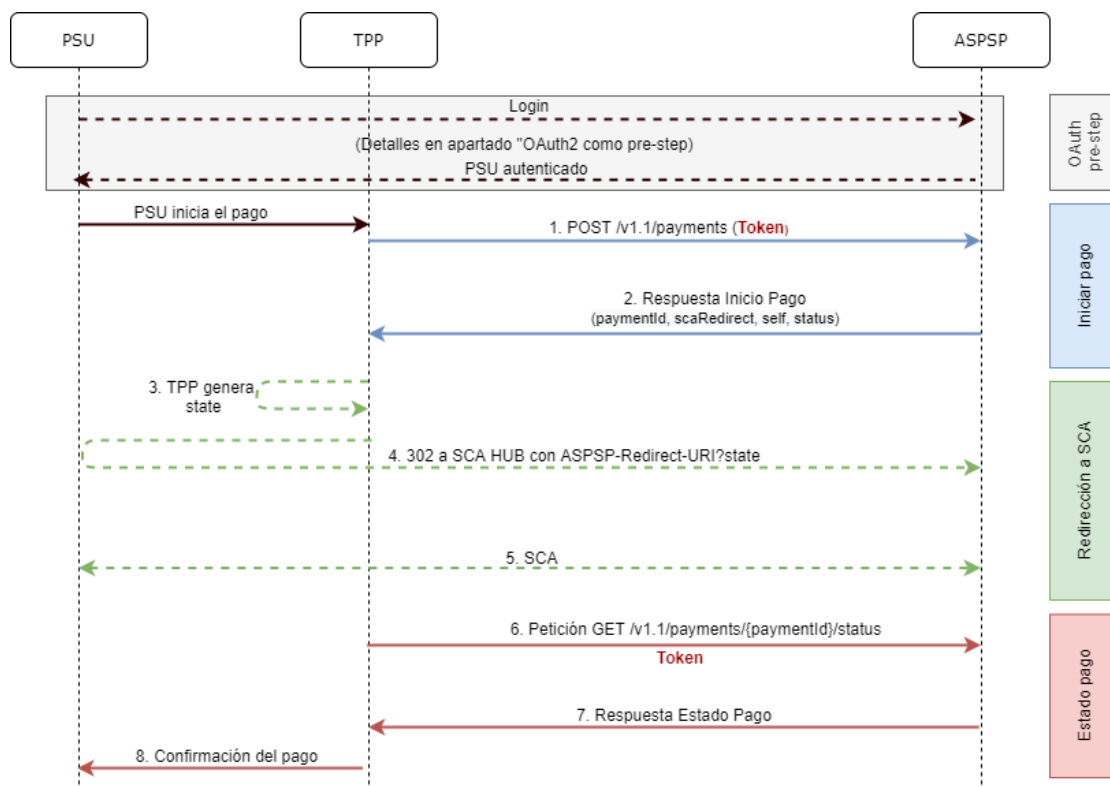 PSU
TPP
ASPSP
Login
(Detalles en apartado "OAuth2 como pre-step)
PSU autenticado
OAuth
pre-step
PSU inicia el pago
1. POST /v1.1/payments (Token)
2. Respuesta Inicio Pago
(paymentId, scaRedirect, self, status)
Iniciar pago
3. TPP genera
state
4. 302 a SCA HUB con ASPSP-Redirect-URI?state
5. SCA
Redirección a SCA
6. Petición GET /v1.1/payments/{paymentId}/status
Token
7. Respuesta Estado Pago
8. Confirmación del pago
Estado pago